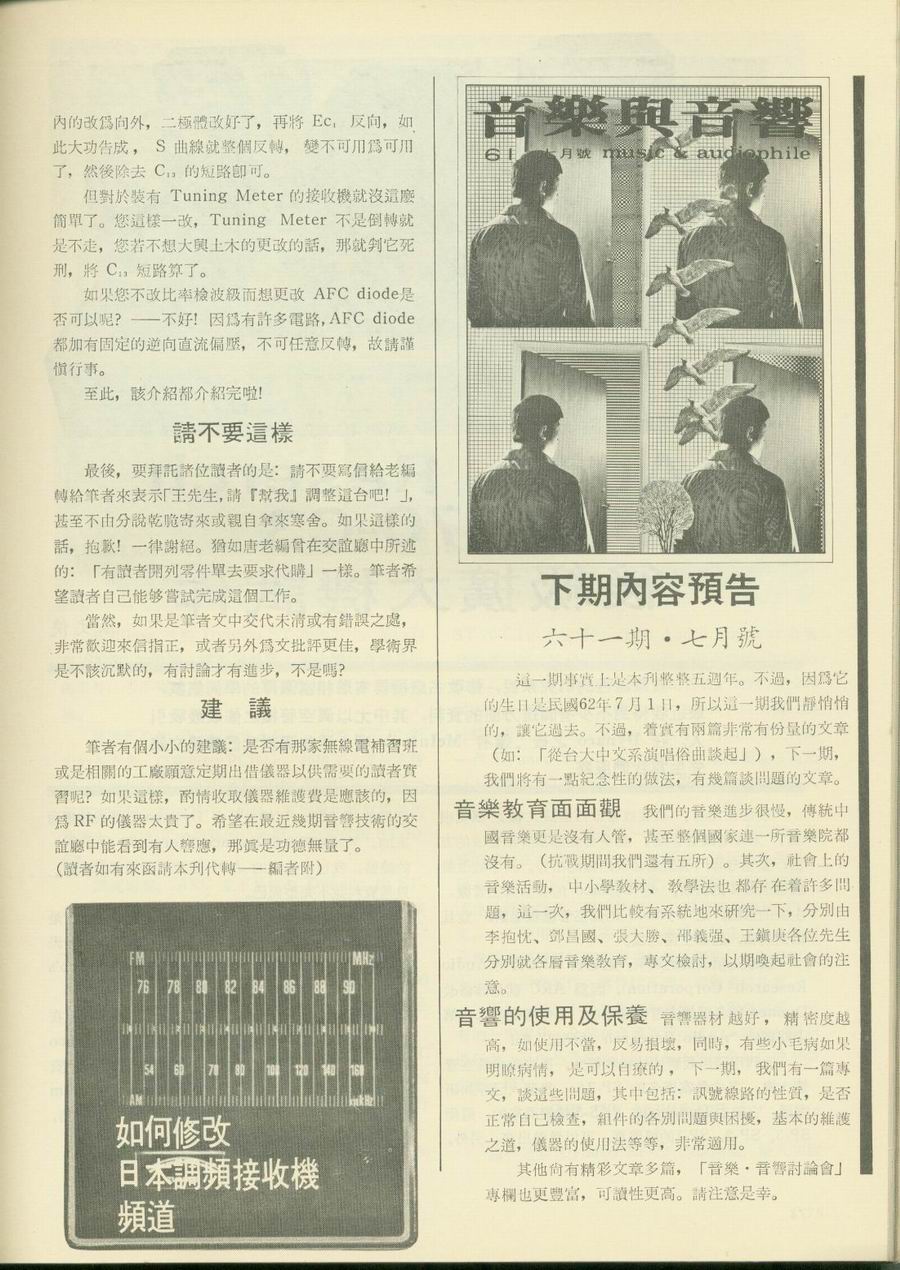 內的改爲向外，二極體改好了，再將 Ec₁ 反向，如
此大功告成， S 曲線就整個反轉， 變不可用爲可用
了，然後除去 C₁₃ 的短路卽可。
但對於裝有 Tuning Meter 的接收機就沒這麽
簡單了。您這樣一改，Tuning Meter 不是倒轉就
是不走，您若不想大興土木的更改的話，那就判它死
刑，將 C₁₃ 短路算了。
如果您不改比率檢波級而想更改 AFC diode是
否可以呢？——不好！因爲有許多電路，AFC diode
都加有固定的逆向直流偏壓，不可任意反轉，故請謹
愼行事。
至此，該介紹都介紹完啦！
請不要這樣
最後，要拜託諸位讀者的是：請不要寫信給老編
轉給筆者來表示「王先生，請『幫我』調整這台吧！」，
甚至不由分說乾脆寄來或親自拿來寒舍。如果這樣的
話，抱歉！一律謝絕。猶如唐老編曾在交誼廳中所述
的：「有讀者開列零件單去要求代購」一樣。筆者希
望讀者自己能够嘗試完成這個工作。
當然，如果是筆者文中交代未清或有錯誤之處，
非常歡迎來信指正，或者另外爲文批評更佳，學術界
是不該沉默的，有討論才有進步，不是嗎？
建 議
筆者有個小小的建議：是否有那家無線電補習班
或是相關的工廠願意定期出借儀器以供需要的讀者實
習呢？如果這樣，酌情收取儀器維護費是應該的，因
爲 RF 的儀器太貴了。希望在最近幾期音響技術的交
誼廳中能看到有人響應，那眞是功德無量了。
（讀者如有來函請本刋代轉——編者附）
FM MHz
76 78 80 82 84 86 88 90
54 60 70 80 100 120 140 160
AM xmkHz
如何修改
日本調頻接收機
頻道
音樂與音響
61 七月號 music & audiophile
下期內容預告
六十一期・七月號
這一期事實上是本刋整整五週年。不過，因爲它
的生日是民國62年 7 月 1 日，所以這一期我們靜悄悄
的，讓它過去。不過，着實有兩篇非常有份量的文章
（如：「從台大中文系演唱俗曲談起」），下一期，
我們將有一點紀念性的做法，有幾篇談問題的文章。
音樂教育面面觀 我們的音樂進步很慢，傳統中
國音樂更是沒有人管，甚至整個國家連一所音樂院都
沒有。（抗戰期間我們還有五所）。其次，社會上的
音樂活動， 中小學敎材、 敎學法也 都存 在着許多問
題，這一次，我們比較有系統地來硏究一下，分別由
李抱忱、鄧昌國、張大勝、邵義强、王鎭庚各位先生
分別就各層音樂敎育，專文檢討，以期喚起社會的注
意。
音響的使用及保養 音響器材 越好， 精 密度越
高，如使用不當，反易損壞，同時，有些小毛病如果
明瞭病情， 是可以自療的， 下一期， 我們有一篇專
文，談這些問題，其中包括：訊號線路的性質，是否
正常自己檢查，組件的各別問題與困擾，基本的維護
之道，儀器的使用法等等，非常適用。
其他尙有精彩文章多篇，「音樂・音響討論會」
專欄也更豐富，可讀性更高。請注意是幸。